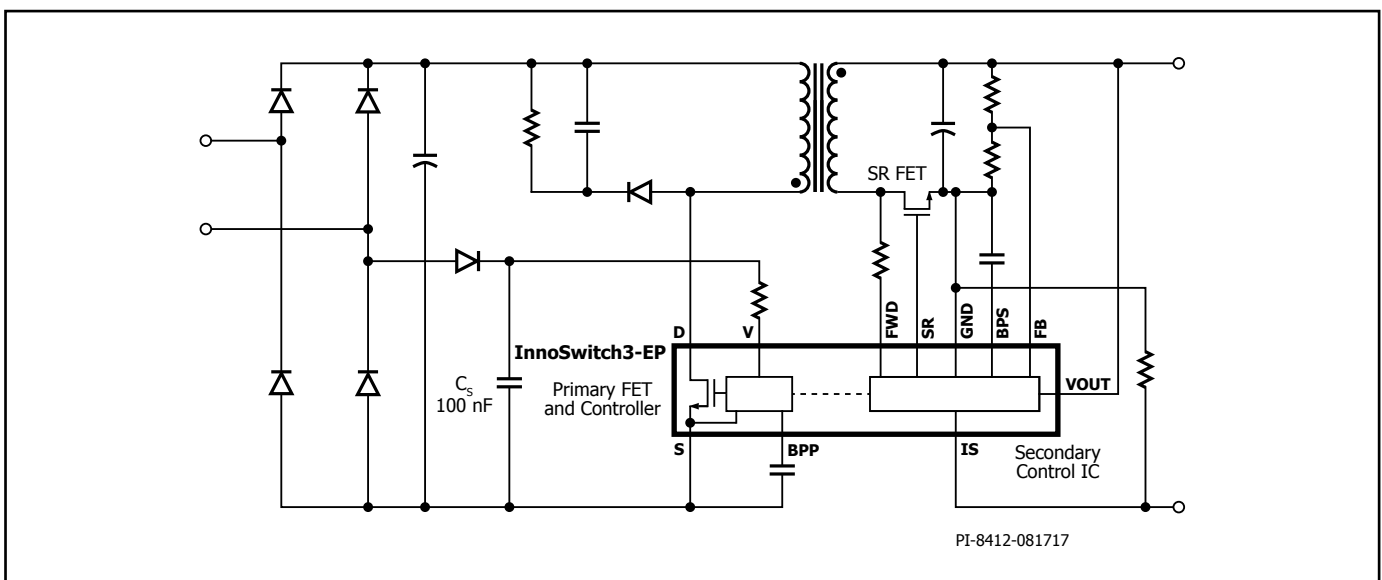 SR FET
FWD
SR
GND
BPS
FB
D
V
InnoSwitch3-EP
VOUT
C_S
100 nF
Primary FET
and Controller
S
BPP
IS
Secondary
Control IC
PI-8412-081717